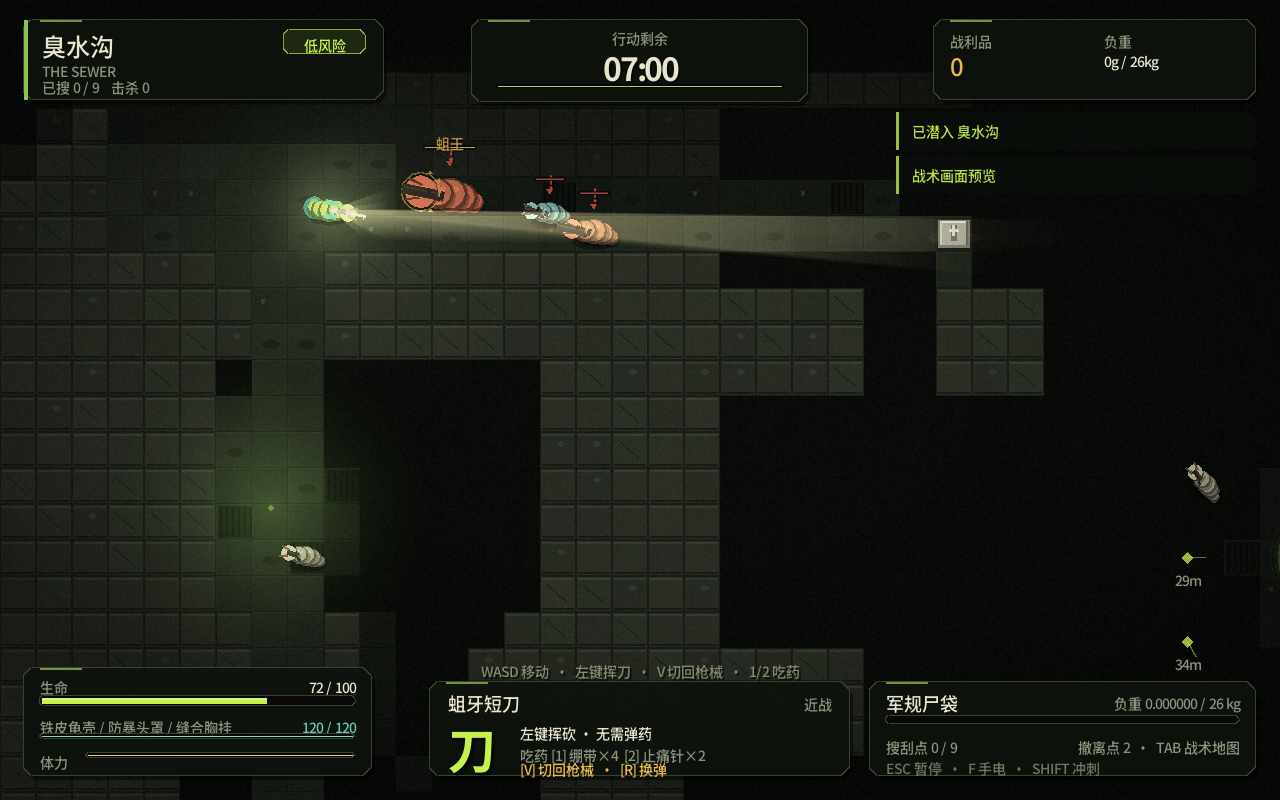 臭水沟
低风险
THE SEWER
已搜 0 / 9 击杀 0
行动剩余
07:00
战利品
0
负重
0g / 26kg
已潜入 臭水沟
战术画面预览
蛆王
29m
34m
生命
72 / 100
铁皮龟壳 / 防暴头罩 / 缝合胸挂
120 / 120
体力
WASD 移动 · 左键挥刀 · V 切回枪械 · 1/2 吃药
蛆牙短刀
近战
刀
左键挥砍 · 无需弹药
吃药 [1] 绷带×4 [2] 止痛针×2
[V] 切回枪械 · [R] 换弹
军规尸袋
负重 0.000000 / 26 kg
搜刮点 0 / 9
撤离点 2 · TAB 战术地图
ESC 暂停 · F 手电 · SHIFT 冲刺